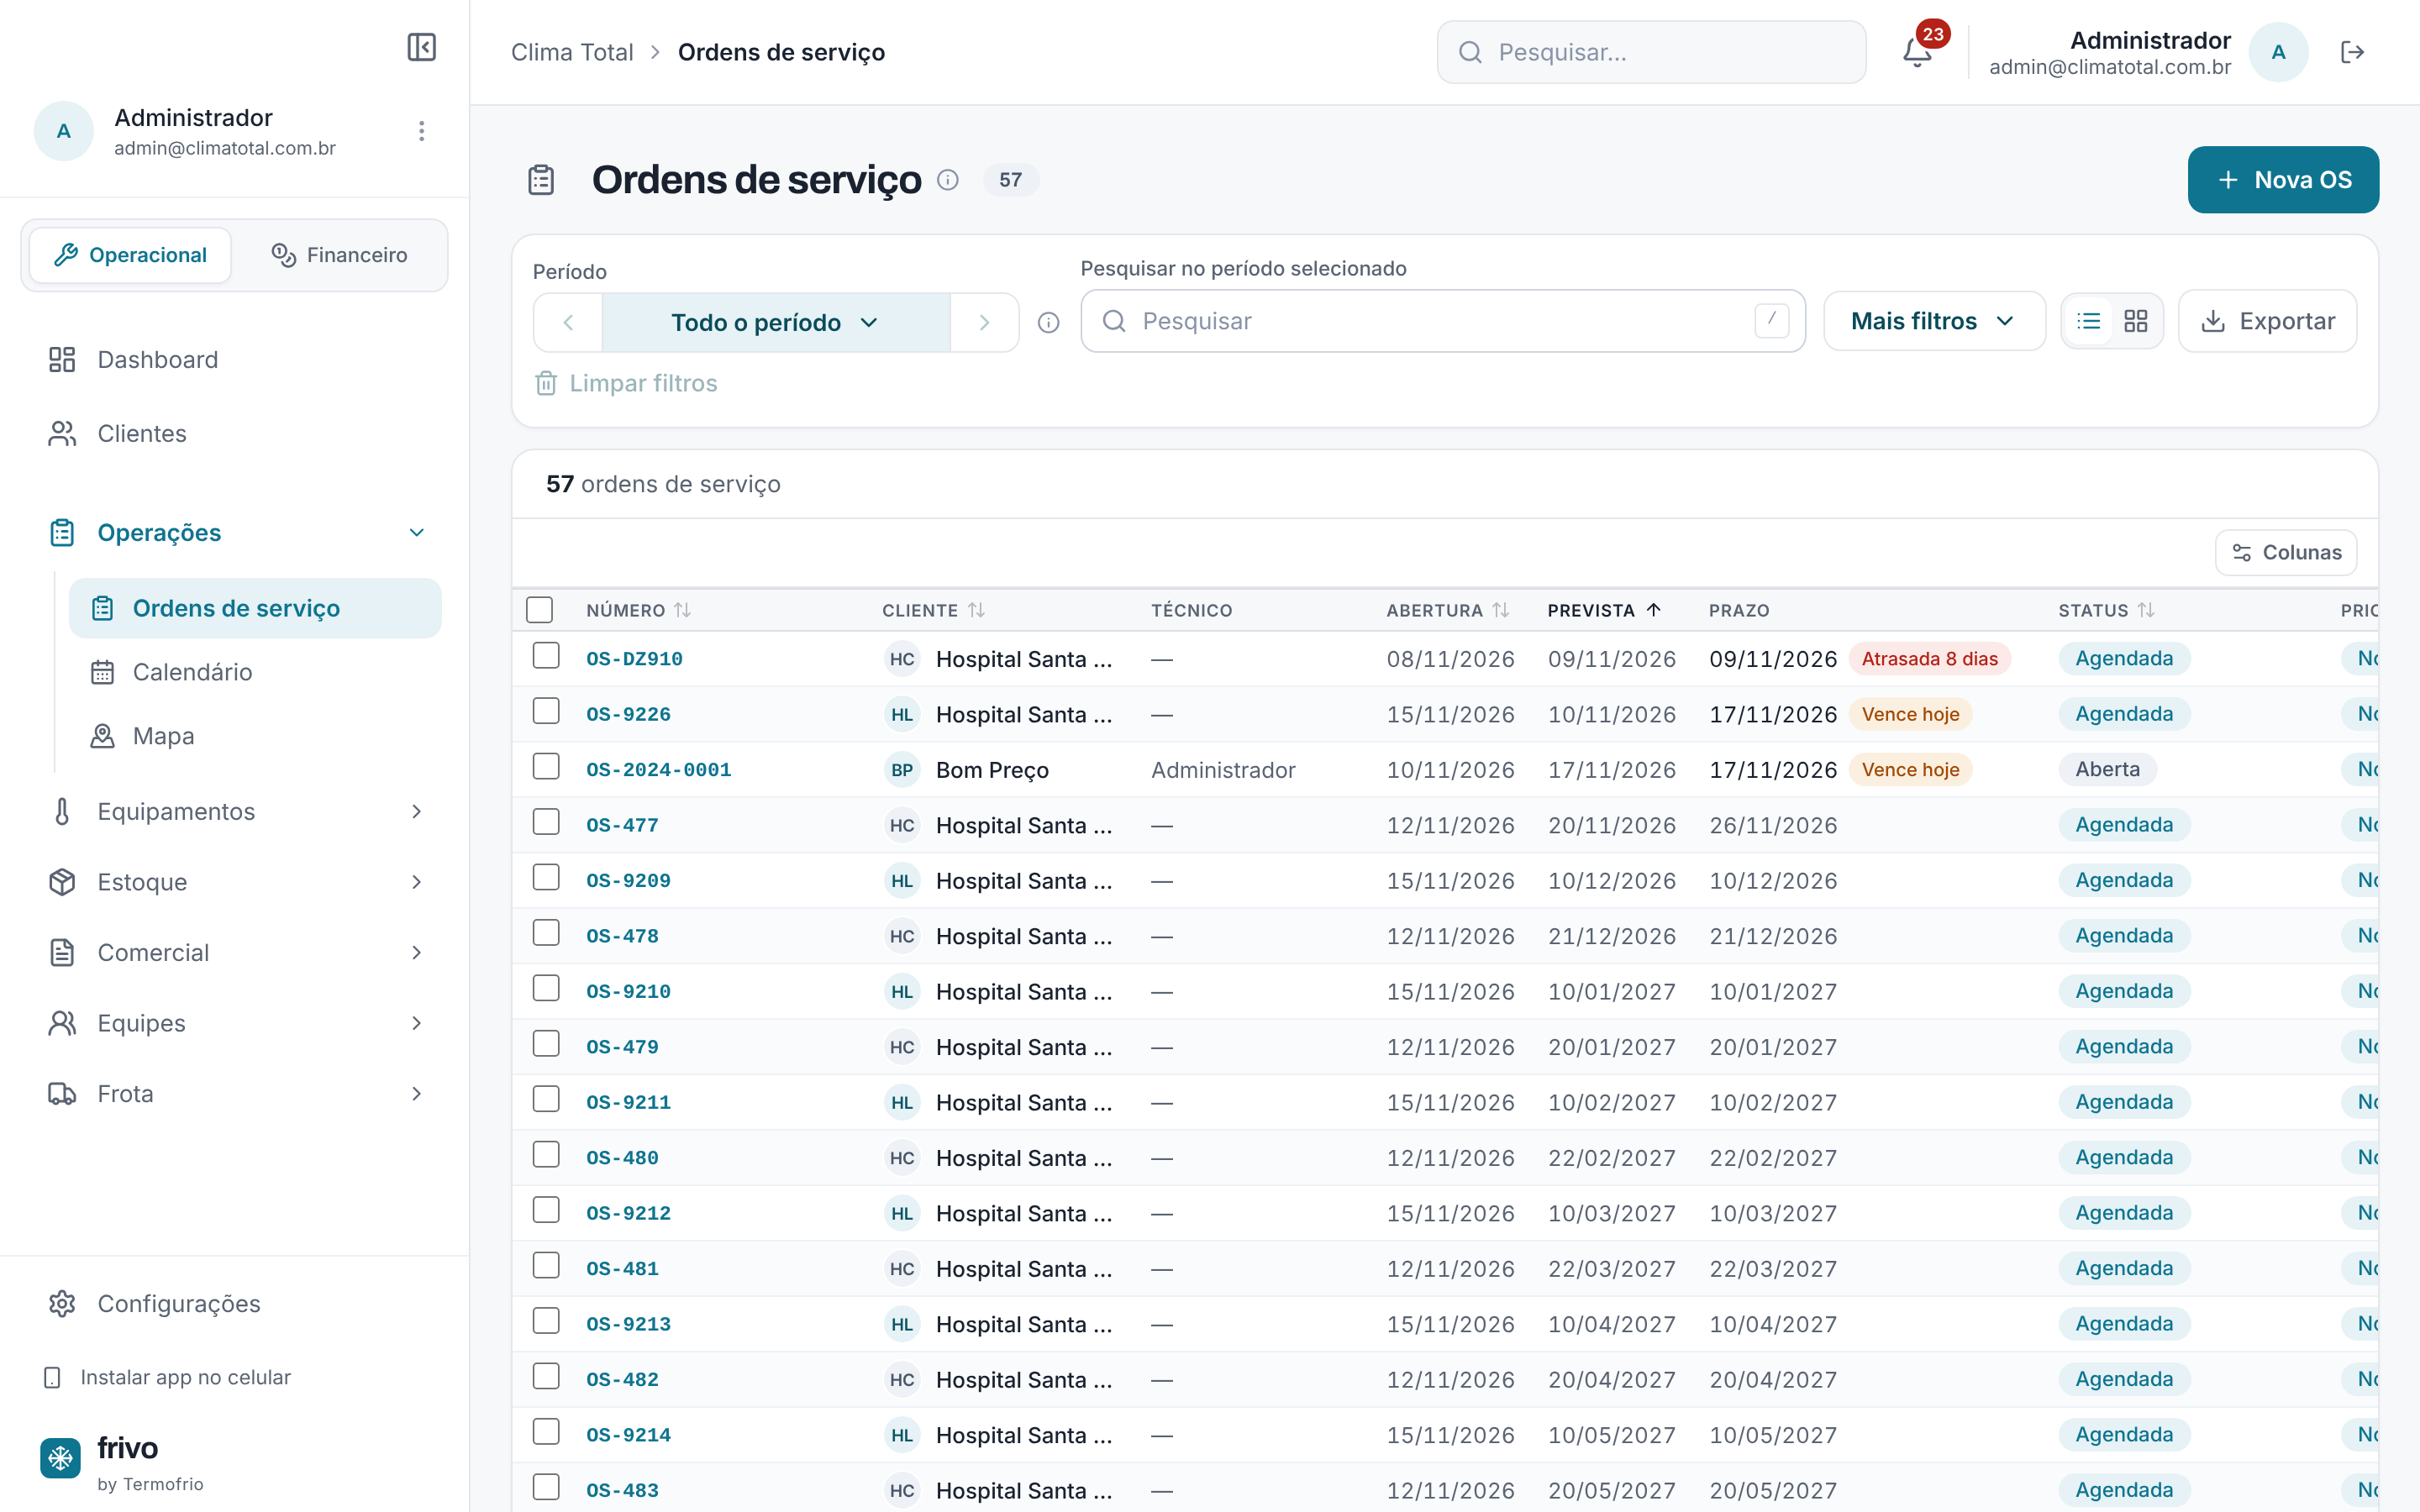 Administrador
admin@climatotal.com.br
A
Operacional
Financeiro
Dashboard
Clientes
Operações
Ordens de serviço
Calendário
Mapa
Equipamentos
Estoque
Comercial
Equipes
Frota
Configurações
Instalar app no celular
frivo
by Termofrio
Clima Total > Ordens de serviço
Pesquisar...
23
Administrador
admin@climatotal.com.br
A
Ordens de serviço 57
+ Nova OS
Período
Todo o período
Pesquisar no período selecionado
Pesquisar /
Mais filtros
Exportar
Limpar filtros
57 ordens de serviço
Colunas
NÚMERO CLIENTE TÉCNICO ABERTURA PREVISTA PRAZO STATUS
OS-DZ910 HC Hospital Santa ... — 08/11/2026 09/11/2026 09/11/2026 Atrasada 8 dias Agendada
OS-9226 HL Hospital Santa ... — 15/11/2026 10/11/2026 17/11/2026 Vence hoje Agendada
OS-2024-0001 BP Bom Preço Administrador 10/11/2026 17/11/2026 17/11/2026 Vence hoje Aberta
OS-477 HC Hospital Santa ... — 12/11/2026 20/11/2026 26/11/2026 Agendada
OS-9209 HL Hospital Santa ... — 15/11/2026 10/12/2026 10/12/2026 Agendada
OS-478 HC Hospital Santa ... — 12/11/2026 21/12/2026 21/12/2026 Agendada
OS-9210 HL Hospital Santa ... — 15/11/2026 10/01/2027 10/01/2027 Agendada
OS-479 HC Hospital Santa ... — 12/11/2026 20/01/2027 20/01/2027 Agendada
OS-9211 HL Hospital Santa ... — 15/11/2026 10/02/2027 10/02/2027 Agendada
OS-480 HC Hospital Santa ... — 12/11/2026 22/02/2027 22/02/2027 Agendada
OS-9212 HL Hospital Santa ... — 15/11/2026 10/03/2027 10/03/2027 Agendada
OS-481 HC Hospital Santa ... — 12/11/2026 22/03/2027 22/03/2027 Agendada
OS-9213 HL Hospital Santa ... — 15/11/2026 10/04/2027 10/04/2027 Agendada
OS-482 HC Hospital Santa ... — 12/11/2026 20/04/2027 20/04/2027 Agendada
OS-9214 HL Hospital Santa ... — 15/11/2026 10/05/2027 10/05/2027 Agendada
OS-483 HC Hospital Santa ... — 12/11/2026 20/05/2027 20/05/2027 Agendada